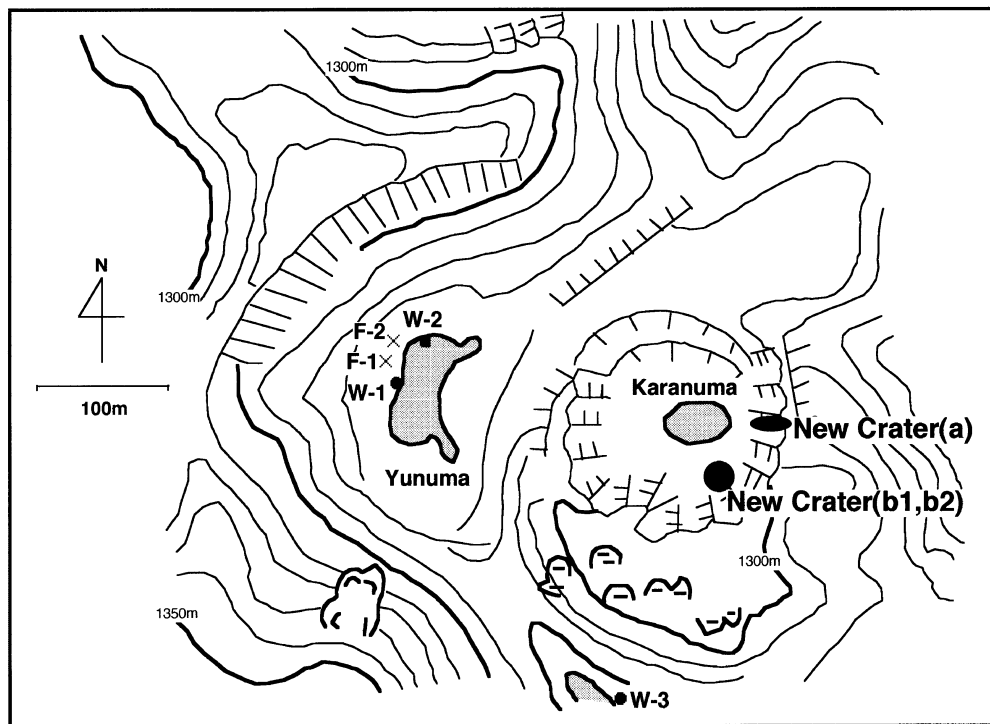 1300m
N
1300m
W-2
F-2
F-1
W-1
100m
Karanuma
New Crater(a)
Yunuma
New Crater(b1,b2)
1300m
1350m
W-3